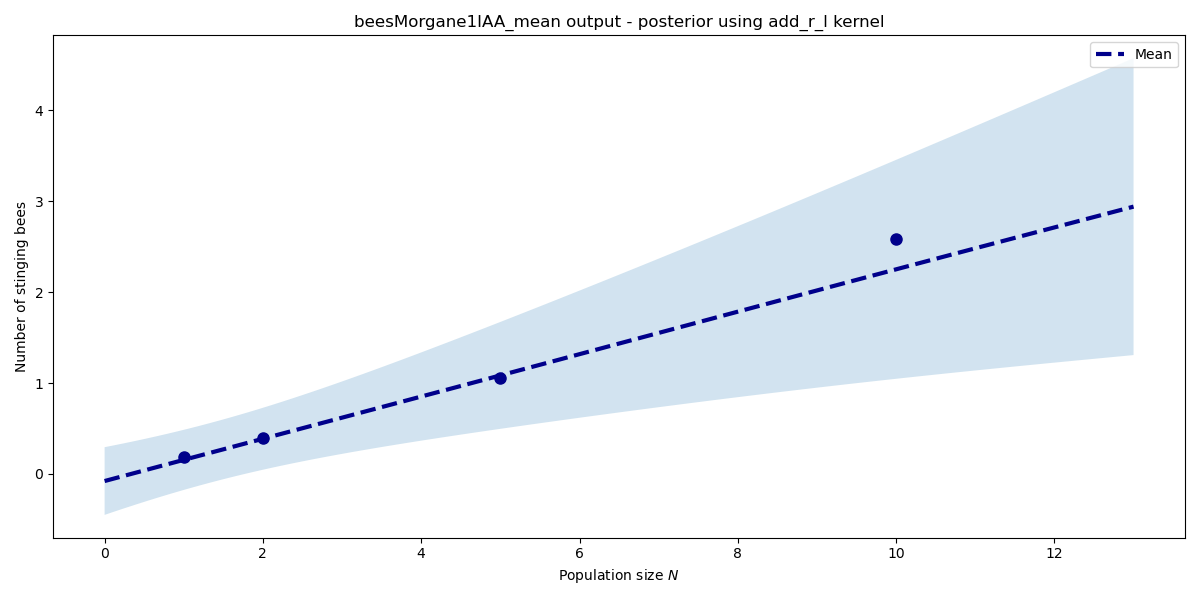 beesMorgane1IAA_mean output - posterior using add_r_l kernel
Mean
Number of stinging bees
4
3
2
1
0
0 2 4 6 8 10 12
Population size N